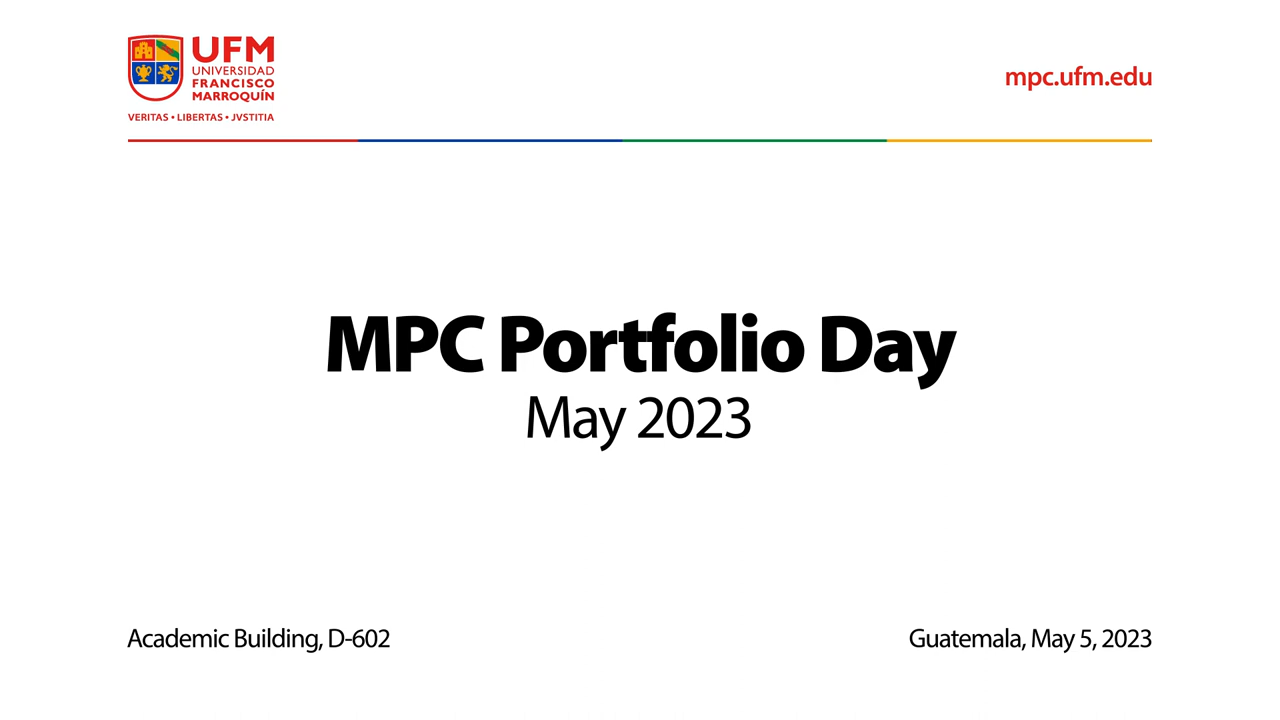 UFM
UNIVERSIDAD
FRANCISCO
MARROQUÍN
VERITAS • LIBERTAS • JVSTITIA
mpc.ufm.edu
MPC Portfolio Day
May 2023
Academic Building, D-602
Guatemala, May 5, 2023